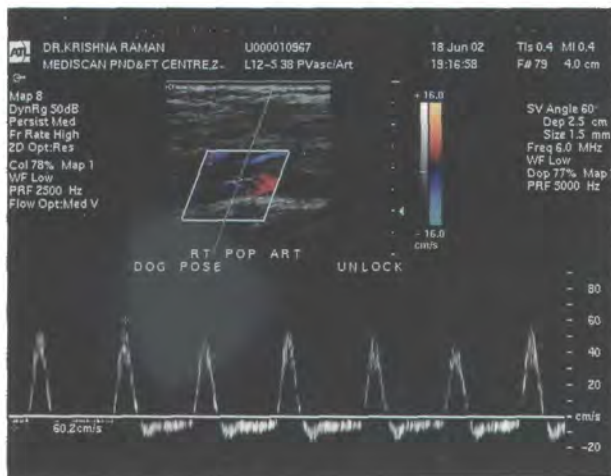 ATL DR.KRISHNA RAMAN U000010967 18 Jun 02 TIs 0.4 MI 0.4
MEDISCAN PND&FT CENTRE,2- L12-5 38 PVasc/Art 19:16:58 F# 79 4.0 cm
Map 8
DynRg 50dB
Persist Med
Fr Rate High
2D Opt:Res
Col 78% Map 1
WF Low
PRF 2500 Hz
Flow Opt:Med V
+ 16.0
- 16.0
cm/s
SV Angle 60°
Dep 2.5 cm
Size 1.5 mm
Freq 6.0 MHz
WF Low
Dop 77% Map
PRF 5000 Hz
RT POP ART
DOG POSE UNLOCK
80
60
40
20
cm/s
-20
60.2cm/s